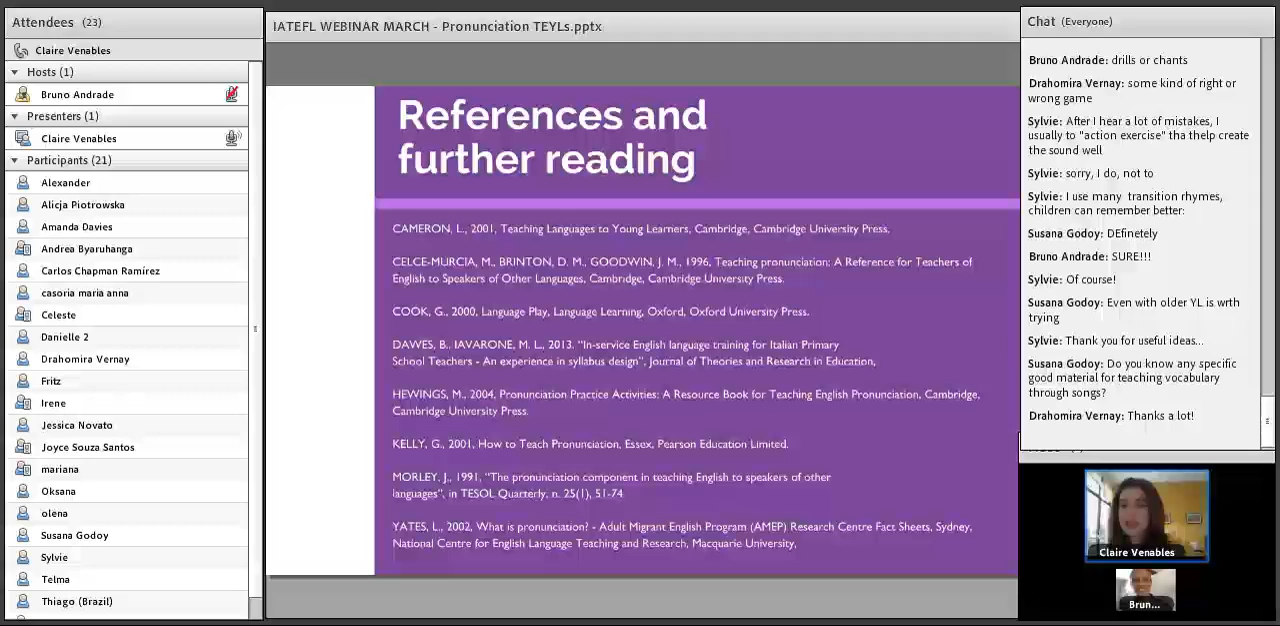 Attendees (23)
Claire Venables
Hosts (1)
Bruno Andrade
Presenters (1)
Claire Venables
Participants (21)
Alexander
Alicja Piotrowska
Amanda Davies
Andrea Byaruhanga
Carlos Chapman Ramírez
casoria maria anna
Celeste
Danielle 2
Drahomira Vernay
Fritz
Irene
Jessica Novato
Joyce Souza Santos
mariana
Oksana
olena
Susana Godoy
Sylvie
Telma
Thiago (Brazil)
IATEFL WEBINAR MARCH - Pronunciation TEYLs.pptx
References and
further reading
CAMERON, L., 2001, Teaching Languages to Young Learners, Cambridge, Cambridge University Press.
CELCE-MURCIA, M., BRINTON, D. M., GOODWIN, J. M., 1996, Teaching pronunciation: A Reference for Teachers of
English to Speakers of Other Languages, Cambridge, Cambridge University Press.
COOK, G., 2000, Language Play, Language Learning, Oxford, Oxford University Press.
DAWES, B., IAVARONE, M. L., 2013. "In-service English language training for Italian Primary
School Teachers - An experience in syllabus design", Journal of Theories and Research in Education,
HEWINGS, M., 2004, Pronunciation Practice Activities: A Resource Book for Teaching English Pronunciation, Cambridge,
Cambridge University Press.
KELLY, G., 2001, How to Teach Pronunciation, Essex, Pearson Education Limited.
MORLEY, J., 1991, "The pronunciation component in teaching English to speakers of other
languages", in TESOL Quarterly, n. 25(1), 51-74
YATES, L., 2002, What is pronunciation? - Adult Migrant English Program (AMEP) Research Centre Fact Sheets, Sydney,
National Centre for English Language Teaching and Research, Macquarie University,
Chat (Everyone)
Bruno Andrade: drills or chants
Drahomira Vernay: some kind of right or
wrong game
Sylvie: After I hear a lot of mistakes, I
usually to "action exercise" tha thelp create
the sound well
Sylvie: sorry, I do, not to
Sylvie: I use many transition rhymes,
children can remember better:
Susana Godoy: DEfinetely
Bruno Andrade: SURE!!!
Sylvie: Of course!
Susana Godoy: Even with older YL is wrth
trying
Sylvie: Thank you for useful ideas...
Susana Godoy: Do you know any specific
good material for teaching vocabulary
through songs?
Drahomira Vernay: Thanks a lot!
Claire Venables
Brun...